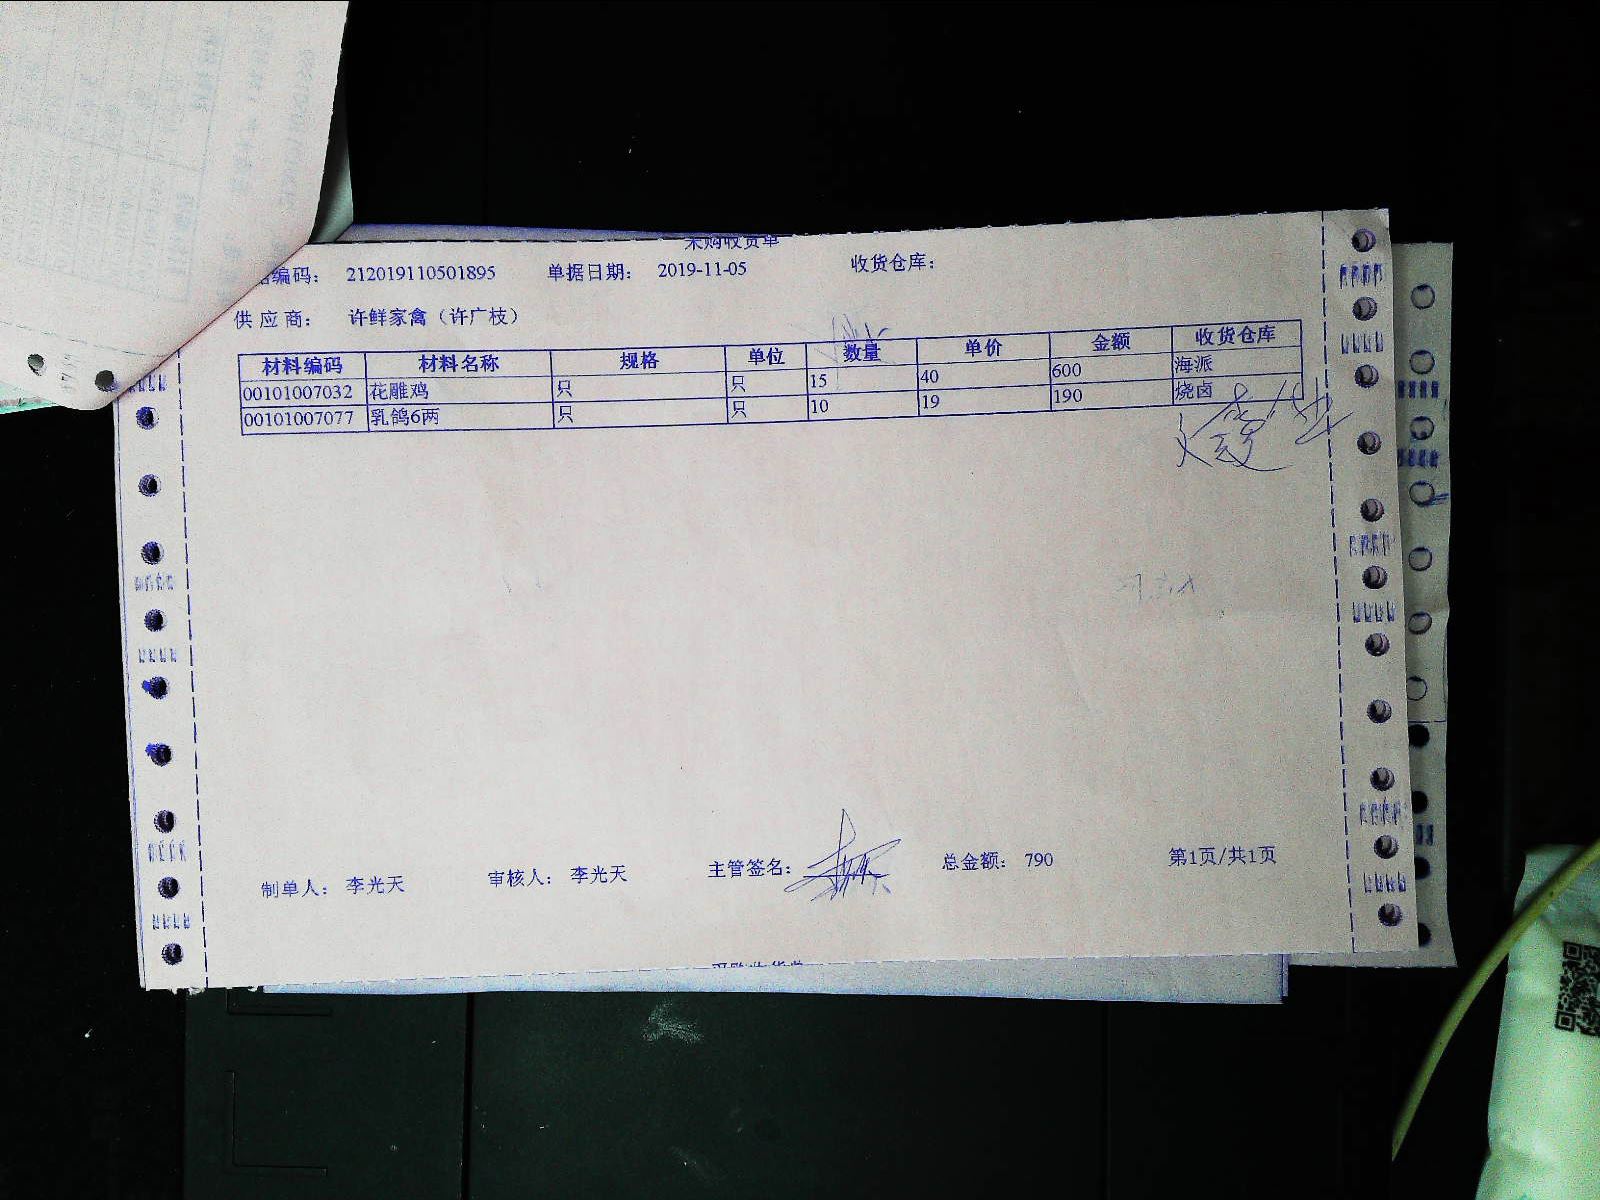 采购收货单
编码： 212019110501895 单据日期： 2019-11-05 收货仓库：
供应商： 许鲜家禽（许广枝）
材料编码 材料名称 规格 单位 数量 单价 金额 收货仓库
00101007032 花雕鸡 只 只 15 40 600 海派
00101007077 乳鸽6两 只 只 10 19 190 烧卤
制单人： 李光天 审核人： 李光天 主管签名： 总金额： 790 第1页/共1页